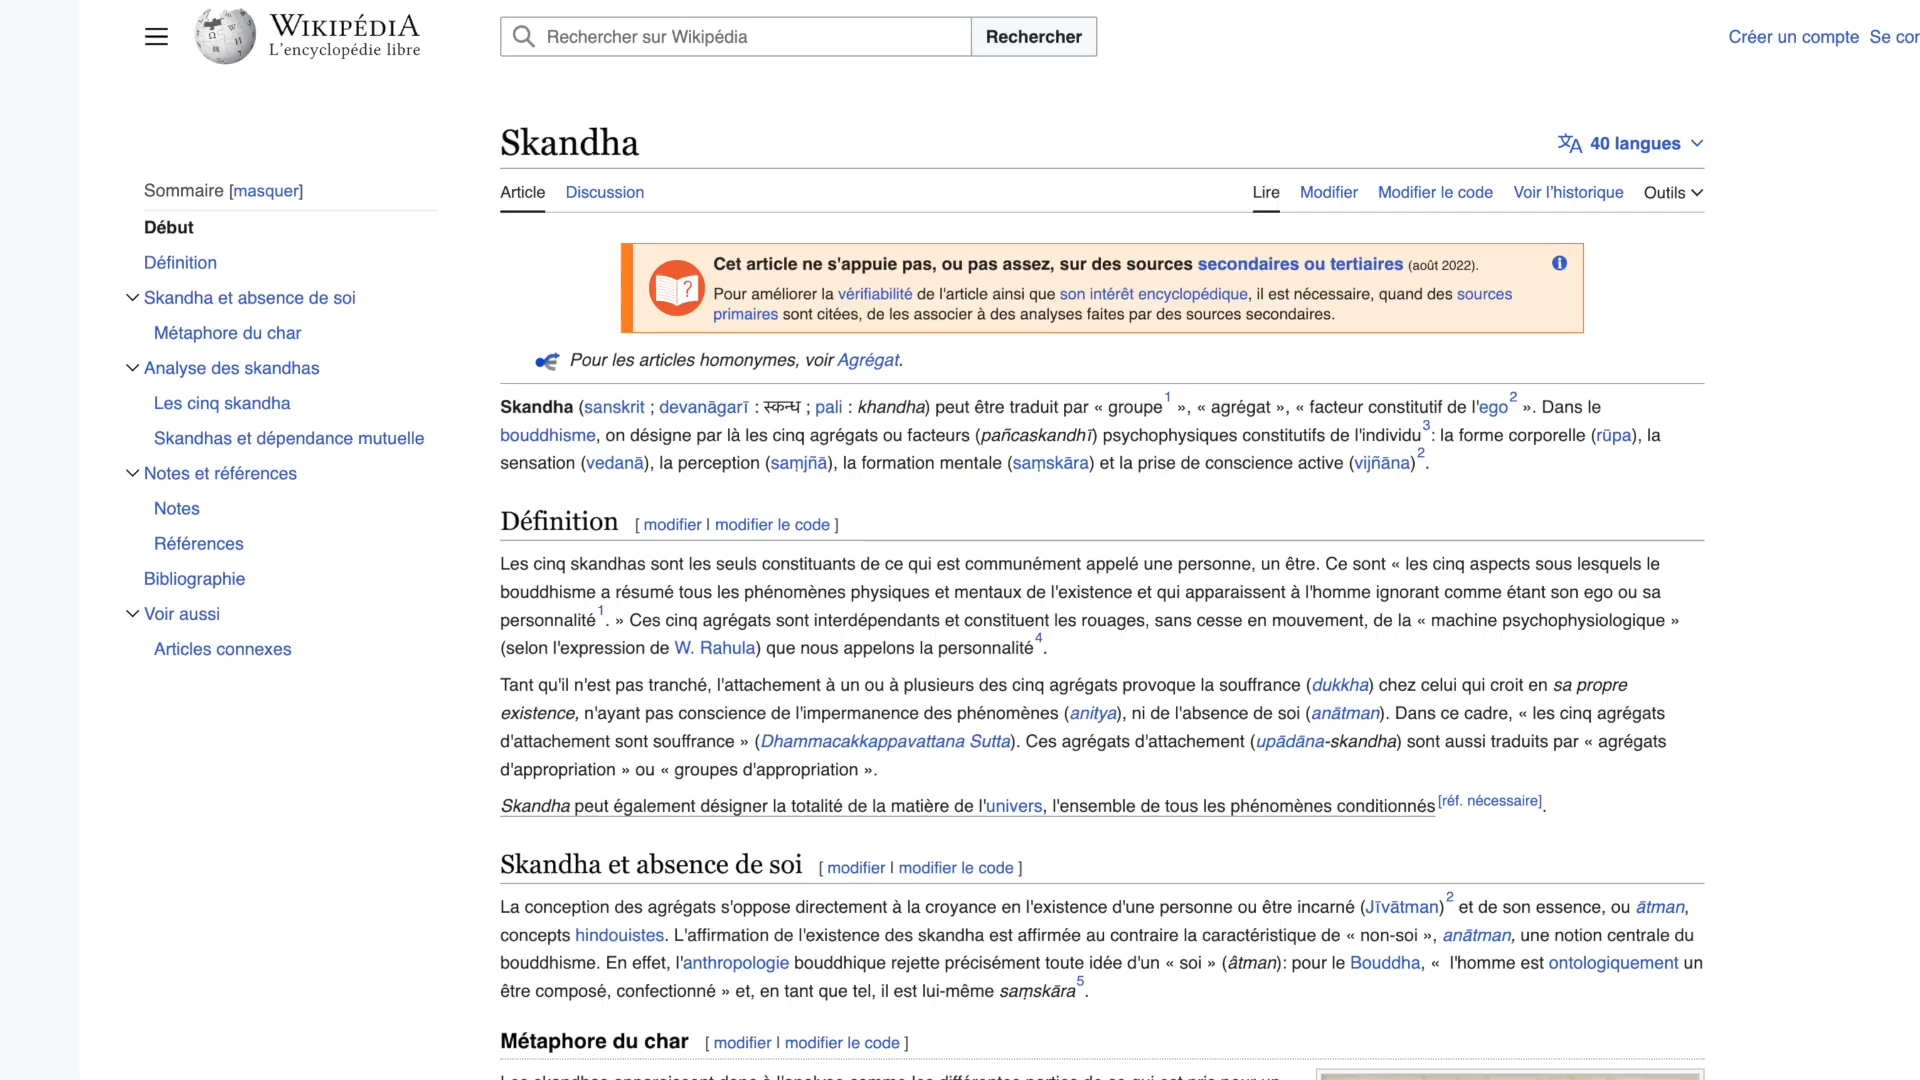 WIKIPÉDIA
L'encyclopédie libre
Rechercher sur Wikipédia
Rechercher
Créer un compte
Skandha
40 langues
Article
Discussion
Lire
Modifier
Modifier le code
Voir l'historique
Outils
Sommaire [masquer]
Début
Définition
Skandha et absence de soi
Métaphore du char
Analyse des skandhas
Les cinq skandha
Skandhas et dépendance mutuelle
Notes et références
Notes
Références
Bibliographie
Voir aussi
Articles connexes
Cet article ne s'appuie pas, ou pas assez, sur des sources secondaires ou tertiaires (août 2022).
Pour améliorer la vérifiabilité de l'article ainsi que son intérêt encyclopédique, il est nécessaire, quand des sources
primaires sont citées, de les associer à des analyses faites par des sources secondaires.
Pour les articles homonymes, voir Agrégat.
Skandha (sanskrit ; devanāgarī : स्कन्ध ; pali : khandha) peut être traduit par « groupe1 », « agrégat », « facteur constitutif de l'ego2 ». Dans le
bouddhisme, on désigne par là les cinq agrégats ou facteurs (pañcaskandhī) psychophysiques constitutifs de l'individu3: la forme corporelle (rūpa), la
sensation (vedanā), la perception (saṃjñā), la formation mentale (saṃskāra) et la prise de conscience active (vijñāna)2.
Définition [ modifier | modifier le code ]
Les cinq skandhas sont les seuls constituants de ce qui est communément appelé une personne, un être. Ce sont « les cinq aspects sous lesquels le
bouddhisme a résumé tous les phénomènes physiques et mentaux de l'existence et qui apparaissent à l'homme ignorant comme étant son ego ou sa
personnalité1. » Ces cinq agrégats sont interdépendants et constituent les rouages, sans cesse en mouvement, de la « machine psychophysiologique »
(selon l'expression de W. Rahula) que nous appelons la personnalité4.
Tant qu'il n'est pas tranché, l'attachement à un ou à plusieurs des cinq agrégats provoque la souffrance (dukkha) chez celui qui croit en sa propre
existence, n'ayant pas conscience de l'impermanence des phénomènes (anitya), ni de l'absence de soi (anātman). Dans ce cadre, « les cinq agrégats
d'attachement sont souffrance » (Dhammacakkappavattana Sutta). Ces agrégats d'attachement (upādāna-skandha) sont aussi traduits par « agrégats
d'appropriation » ou « groupes d'appropriation ».
Skandha peut également désigner la totalité de la matière de l'univers, l'ensemble de tous les phénomènes conditionnés[réf. nécessaire].
Skandha et absence de soi [ modifier | modifier le code ]
La conception des agrégats s'oppose directement à la croyance en l'existence d'une personne ou être incarné (Jīvātman)2 et de son essence, ou ātman,
concepts hindouistes. L'affirmation de l'existence des skandha est affirmée au contraire la caractéristique de « non-soi », anātman, une notion centrale du
bouddhisme. En effet, l'anthropologie bouddhique rejette précisément toute idée d'un « soi » (âtman): pour le Bouddha, « l'homme est ontologiquement un
être composé, confectionné » et, en tant que tel, il est lui-même saṃskāra5.
Métaphore du char [ modifier | modifier le code ]